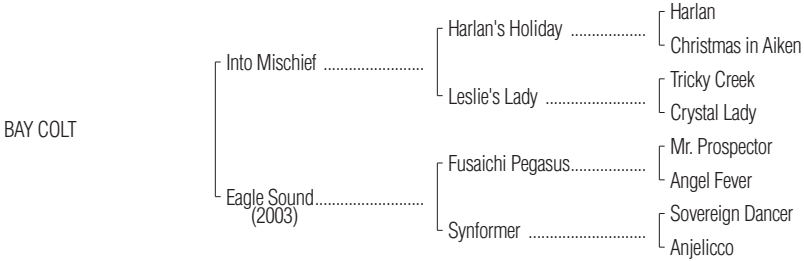 Harlan
Harlan's Holiday ...................
Christmas in Aiken
Into Mischief .........................
Tricky Creek
Leslie's Lady .........................
Crystal Lady
BAY COLT
Mr. Prospector
Fusaichi Pegasus...................
Angel Fever
Eagle Sound...........................
(2003)
Sovereign Dancer
Synformer .............................
Anjelicco